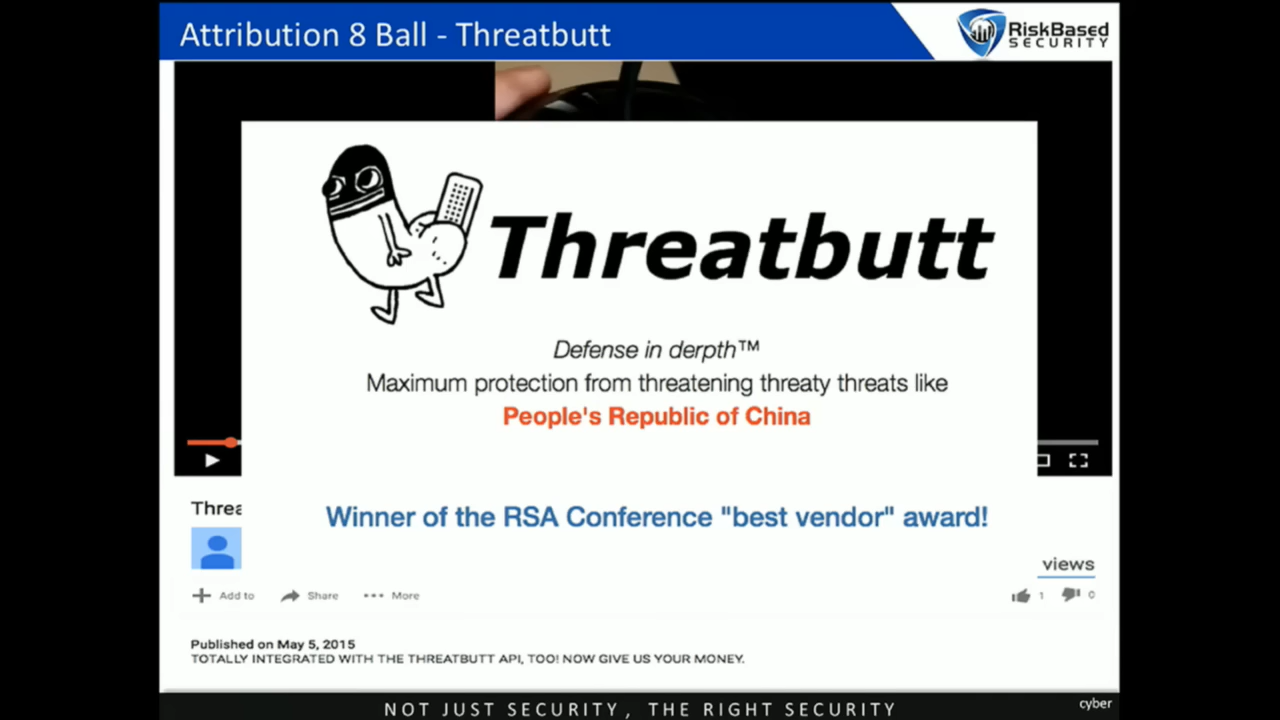 Attribution 8 Ball - Threatbutt
RiskBased
SECURITY
Threatbutt
Defense in derpth™
Maximum protection from threatening threaty threats like
People's Republic of China
Winner of the RSA Conference "best vendor" award!
Threa
views
Add to Share More 1 0
Published on May 5, 2015
TOTALLY INTEGRATED WITH THE THREATBUTT API, TOO! NOW GIVE US YOUR MONEY.
NOT JUST SECURITY, THE RIGHT SECURITY
cyber